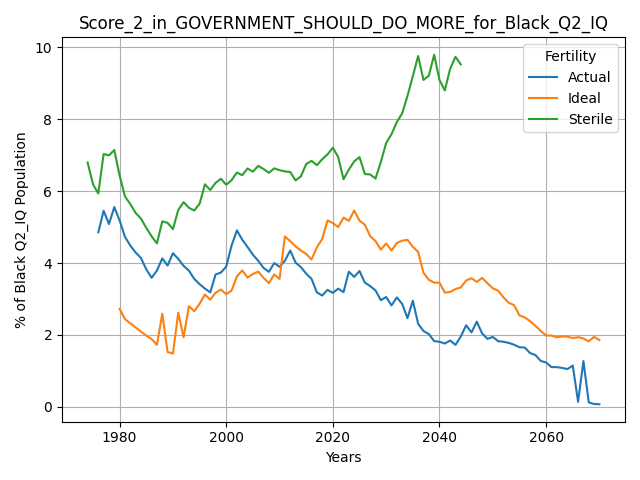 Score_2_in_GOVERNMENT_SHOULD_DO_MORE_for_Black_Q2_IQ
Fertility
Actual
Ideal
Sterile
% of Black Q2_IQ Population
10
8
6
4
2
0
1980
2000
2020
2040
2060
Years